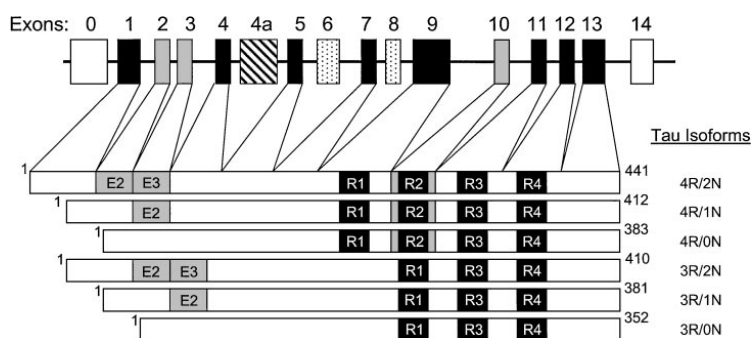 Exons: 0 1 2 3 4 4a 5 6 7 8 9 10 11 12 13 14
Tau Isoforms
1 E2 E3 R1 R2 R3 R4 441 4R/2N
1 E2 R1 R2 R3 R4 412 4R/1N
1 R1 R2 R3 R4 383 4R/0N
1 E2 E3 R1 R3 R4 410 3R/2N
1 E2 R1 R3 R4 381 3R/1N
1 R1 R3 R4 352 3R/0N